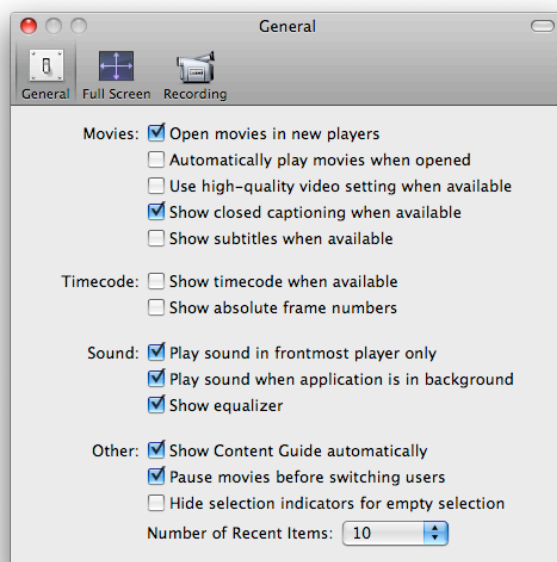 General
General Full Screen Recording
Movies: Open movies in new players
Automatically play movies when opened
Use high-quality video setting when available
Show closed captioning when available
Show subtitles when available
Timecode: Show timecode when available
Show absolute frame numbers
Sound: Play sound in frontmost player only
Play sound when application is in background
Show equalizer
Other: Show Content Guide automatically
Pause movies before switching users
Hide selection indicators for empty selection
Number of Recent Items: 10